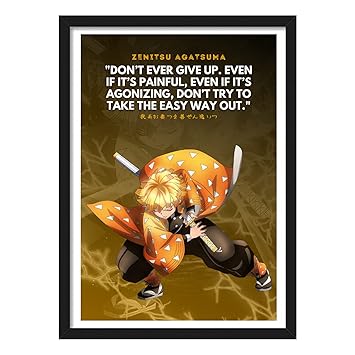 ZENITSU AGATSUMA
"DON'T EVER GIVE UP. EVEN
IF IT'S PAINFUL, EVEN IF IT'S
AGONIZING, DON'T TRY TO
TAKE THE EASY WAY OUT."